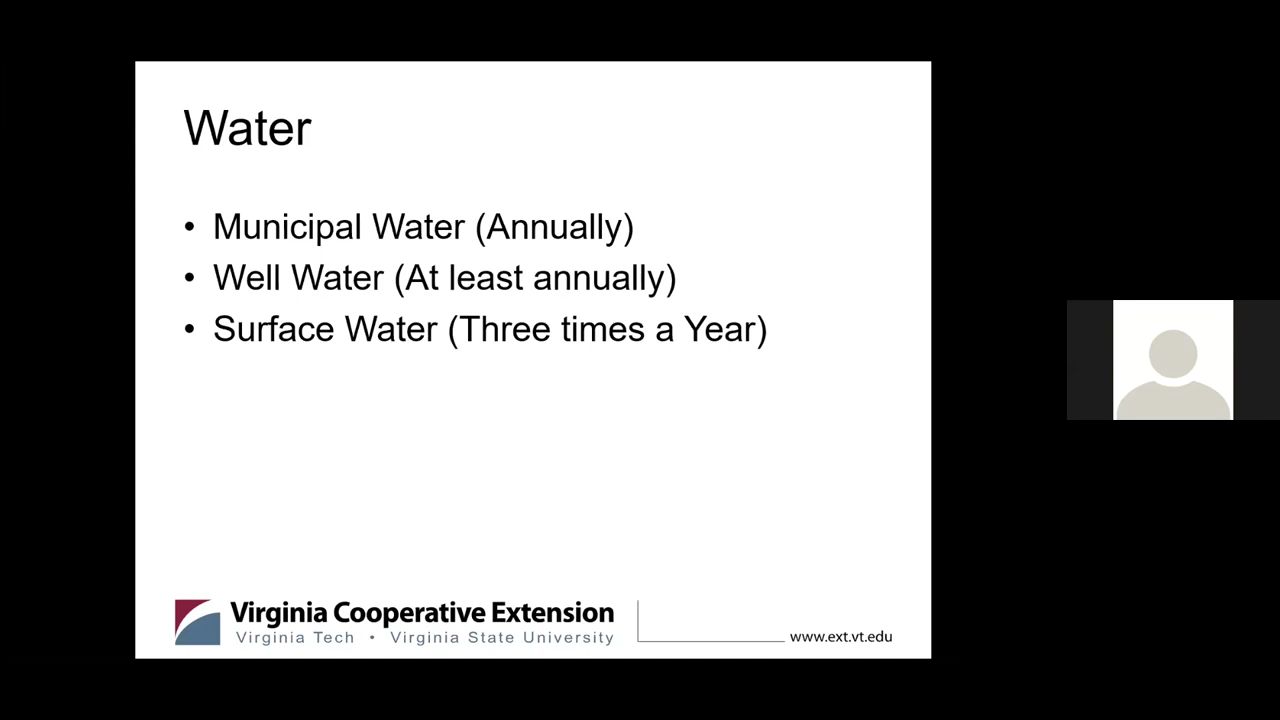 Water
• Municipal Water (Annually)
• Well Water (At least annually)
• Surface Water (Three times a Year)
Virginia Cooperative Extension
Virginia Tech • Virginia State University
www.ext.vt.edu